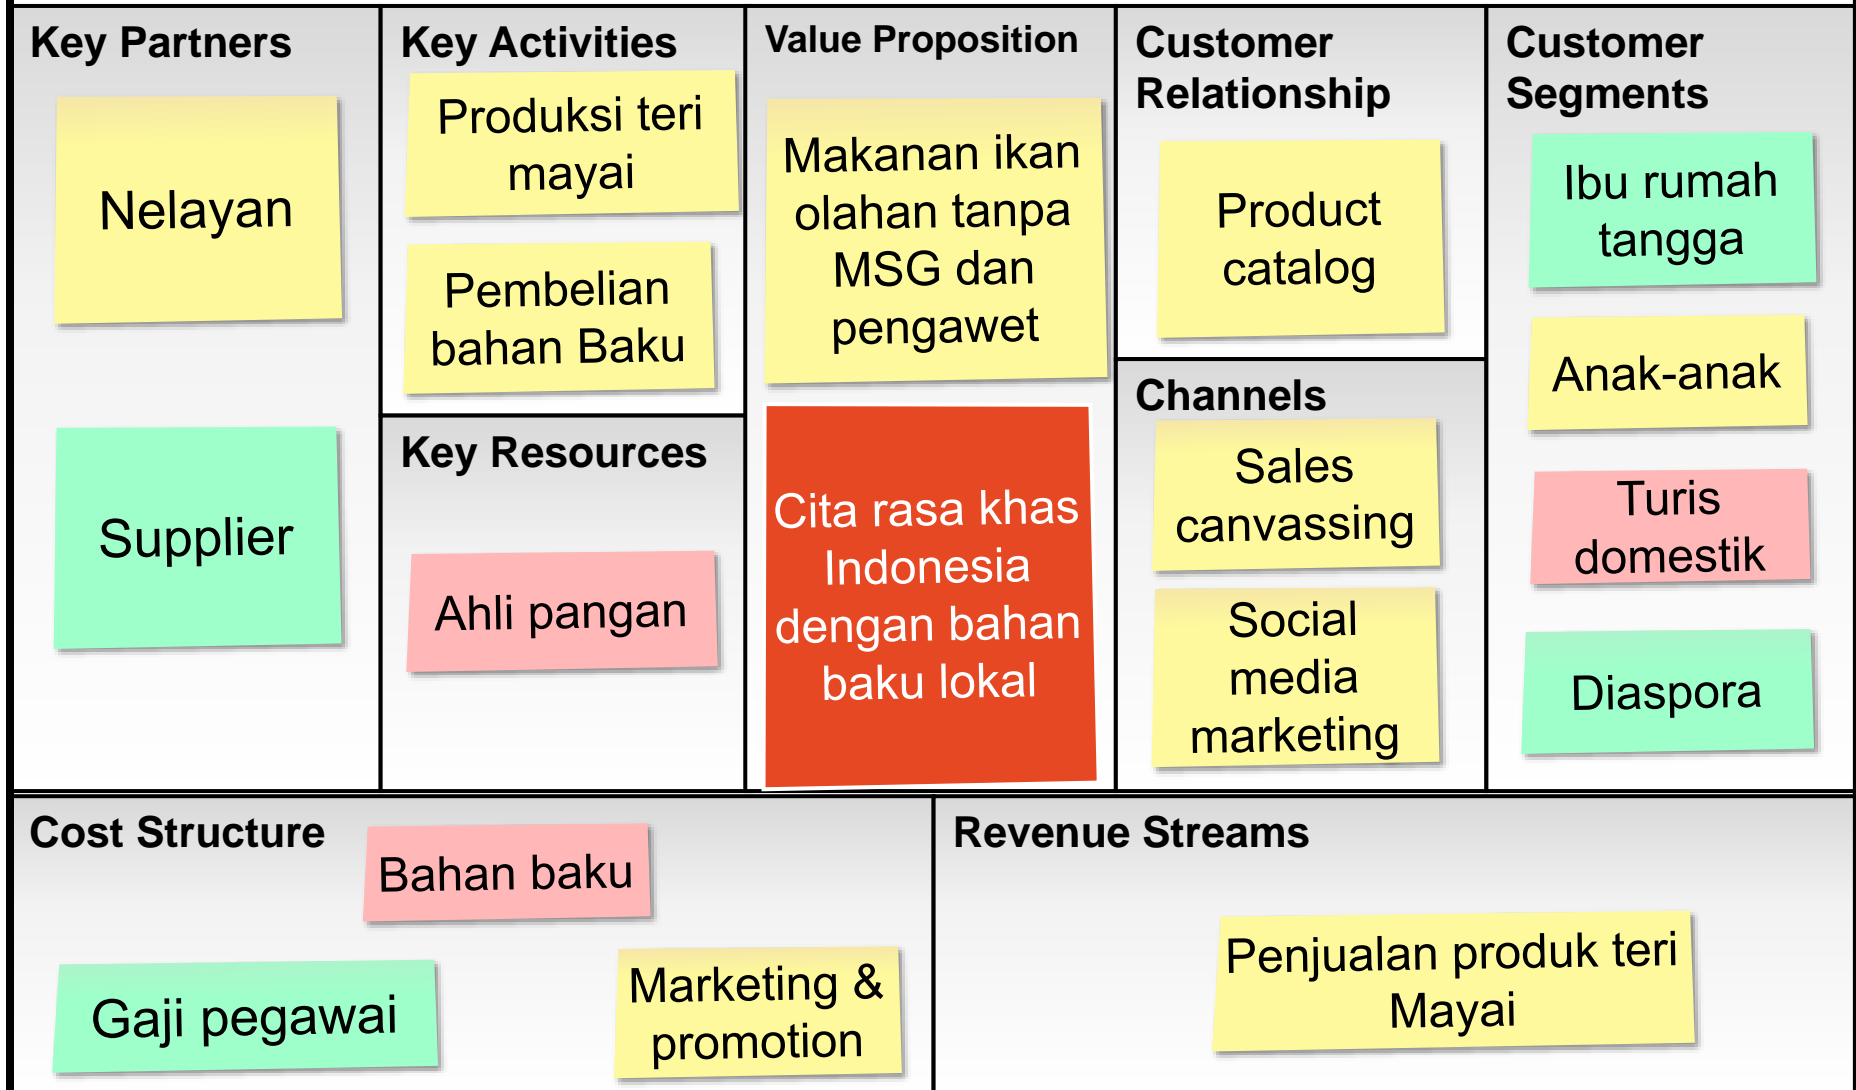 Key Partners
Nelayan
Supplier
Key Activities
Produksi teri
mayai
Pembelian
bahan Baku
Key Resources
Ahli pangan
Value Proposition
Makanan ikan
olahan tanpa
MSG dan
pengawet
Cita rasa khas
Indonesia
dengan bahan
baku lokal
Customer
Relationship
Product
catalog
Channels
Sales
canvassing
Social
media
marketing
Customer
Segments
Ibu rumah
tangga
Anak-anak
Turis
domestik
Diaspora
Cost Structure
Bahan baku
Gaji pegawai
Marketing &
promotion
Revenue Streams
Penjualan produk teri
Mayai